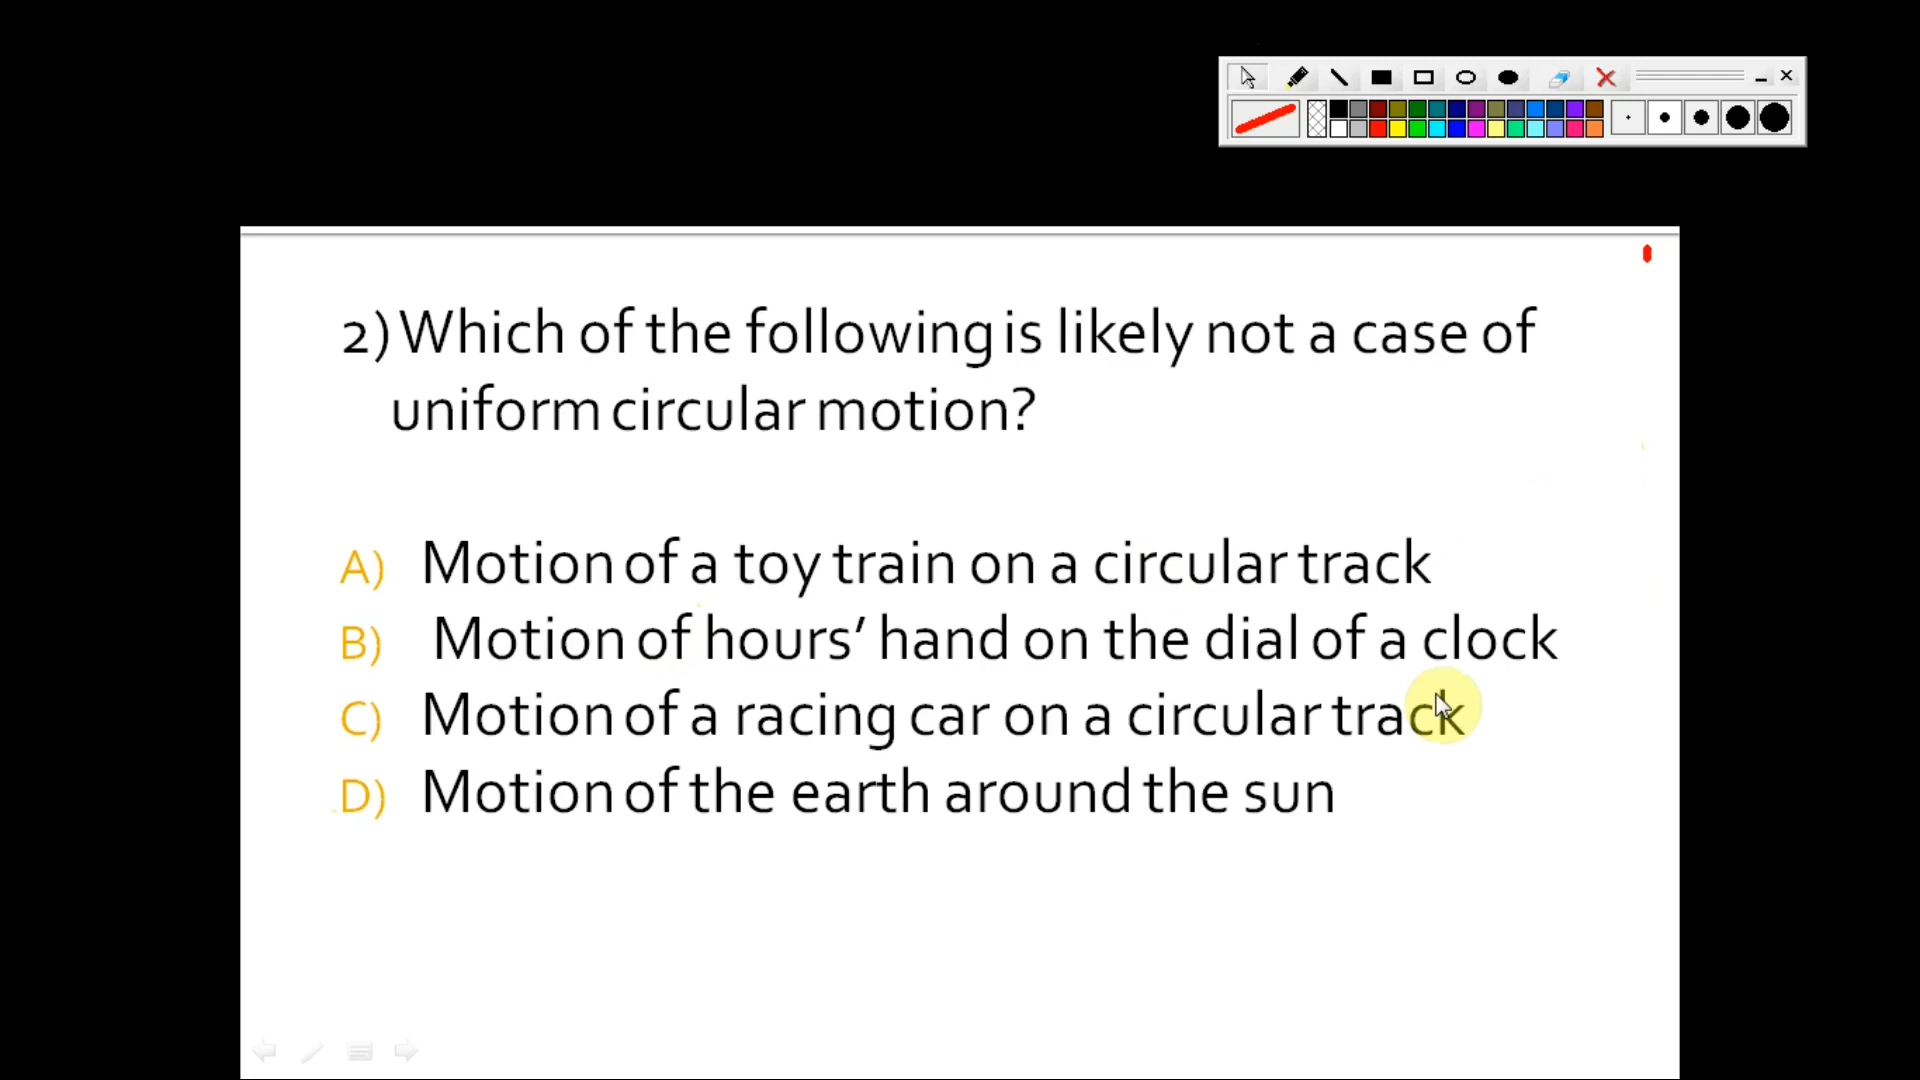 2) Which of the following is likely not a case of
uniform circular motion?
A) Motion of a toy train on a circular track
B) Motion of hours’ hand on the dial of a clock
C) Motion of a racing car on a circular track
D) Motion of the earth around the sun